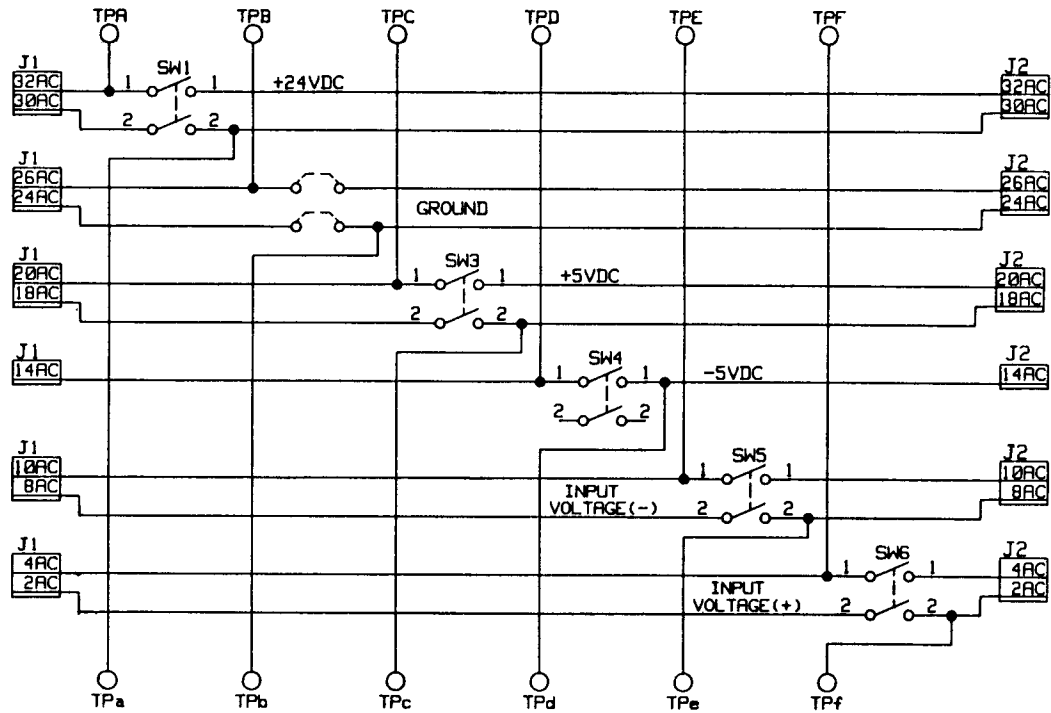 TPA TPB TPC TPD TPE TPF
J1 SW1 J2
32AC 1 1 +24VDC 32AC
30AC 30AC
2 2
J1 J2
26AC 26AC
24AC GROUND 24AC
J1 SW3 J2
20AC 1 1 +5VDC 20AC
18AC 18AC
2 2
J1 SW4 J2
14AC 1 1 -5VDC 14AC
2 2
J1 SW5 J2
10AC 1 1 10AC
8AC INPUT 8AC
VOLTAGE(-) 2 2
J1 SW6 J2
4AC 1 1 4AC
2AC INPUT 2AC
VOLTAGE(+) 2 2
TPa TPb TPc TPd TPe TPf